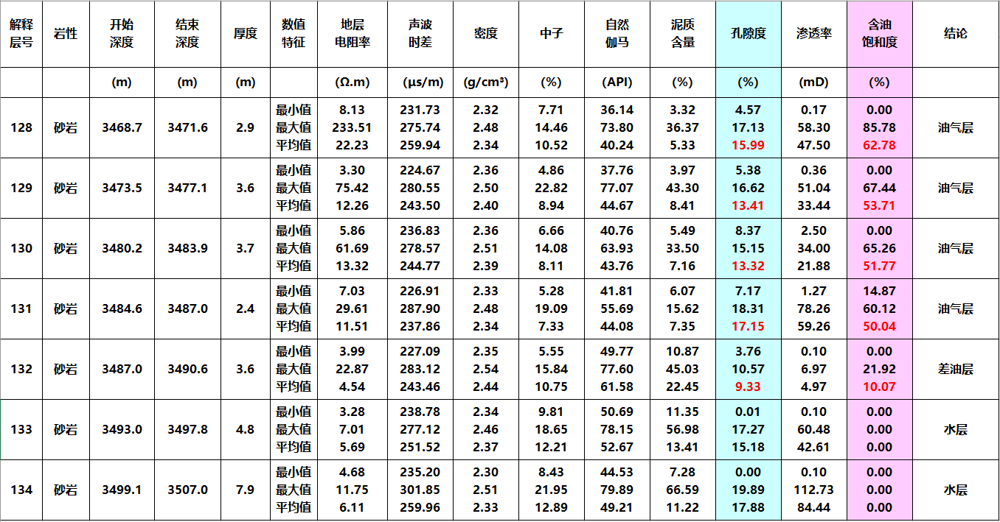 解释层号 岩性 开始深度 结束深度 厚度 数值特征 地层电阻率 声波时差 密度 中子 自然伽马 泥质含量 孔隙度 渗透率 含油饱和度 结论
(m) (m) (m) (Ω.m) (μs/m) (g/cm³) (%) (API) (%) (%) (mD) (%)
最小值 8.13 231.73 2.32 7.71 36.14 3.32 4.57 0.17 0.00
128 砂岩 3468.7 3471.6 2.9 最大值 233.51 275.74 2.48 14.46 73.80 36.37 17.13 58.30 85.78 油气层
平均值 22.23 259.94 2.34 10.52 40.24 5.33 15.99 47.50 62.78
最小值 3.30 224.67 2.36 4.86 37.76 3.97 5.38 0.36 0.00
129 砂岩 3473.5 3477.1 3.6 最大值 75.42 280.55 2.50 22.82 77.07 43.30 16.62 51.04 67.44 油气层
平均值 12.26 243.50 2.40 8.94 44.67 8.41 13.41 33.44 53.71
最小值 5.86 236.83 2.36 6.66 40.76 5.49 8.37 2.50 0.00
130 砂岩 3480.2 3483.9 3.7 最大值 61.69 278.57 2.51 14.08 63.93 33.50 15.15 34.00 65.26 油气层
平均值 13.32 244.77 2.39 8.11 43.76 7.16 13.32 21.88 51.77
最小值 7.03 226.91 2.33 5.28 41.81 6.07 7.17 1.27 14.87
131 砂岩 3484.6 3487.0 2.4 最大值 29.61 287.90 2.48 19.09 55.69 15.62 18.31 78.26 60.12 油气层
平均值 11.51 237.86 2.34 7.33 44.08 7.35 17.15 59.26 50.04
最小值 3.99 227.09 2.35 5.55 49.77 10.87 3.76 0.10 0.00
132 砂岩 3487.0 3490.6 3.6 最大值 22.87 283.12 2.54 15.84 77.60 45.03 10.57 6.97 21.92 差油层
平均值 4.54 243.46 2.44 10.75 61.58 22.45 9.33 4.97 10.07
最小值 3.28 238.78 2.34 9.81 50.69 11.35 0.01 0.10 0.00
133 砂岩 3493.0 3497.8 4.8 最大值 7.01 277.12 2.46 18.65 78.15 56.98 17.27 60.48 0.00 水层
平均值 5.69 251.52 2.37 12.21 52.67 13.41 15.18 42.61 0.00
最小值 4.68 235.20 2.30 8.43 44.53 7.28 0.00 0.10 0.00
134 砂岩 3499.1 3507.0 7.9 最大值 11.75 301.85 2.51 21.95 79.89 66.59 19.89 112.73 0.00 水层
平均值 6.11 259.96 2.33 12.89 49.21 11.22 17.88 84.44 0.00